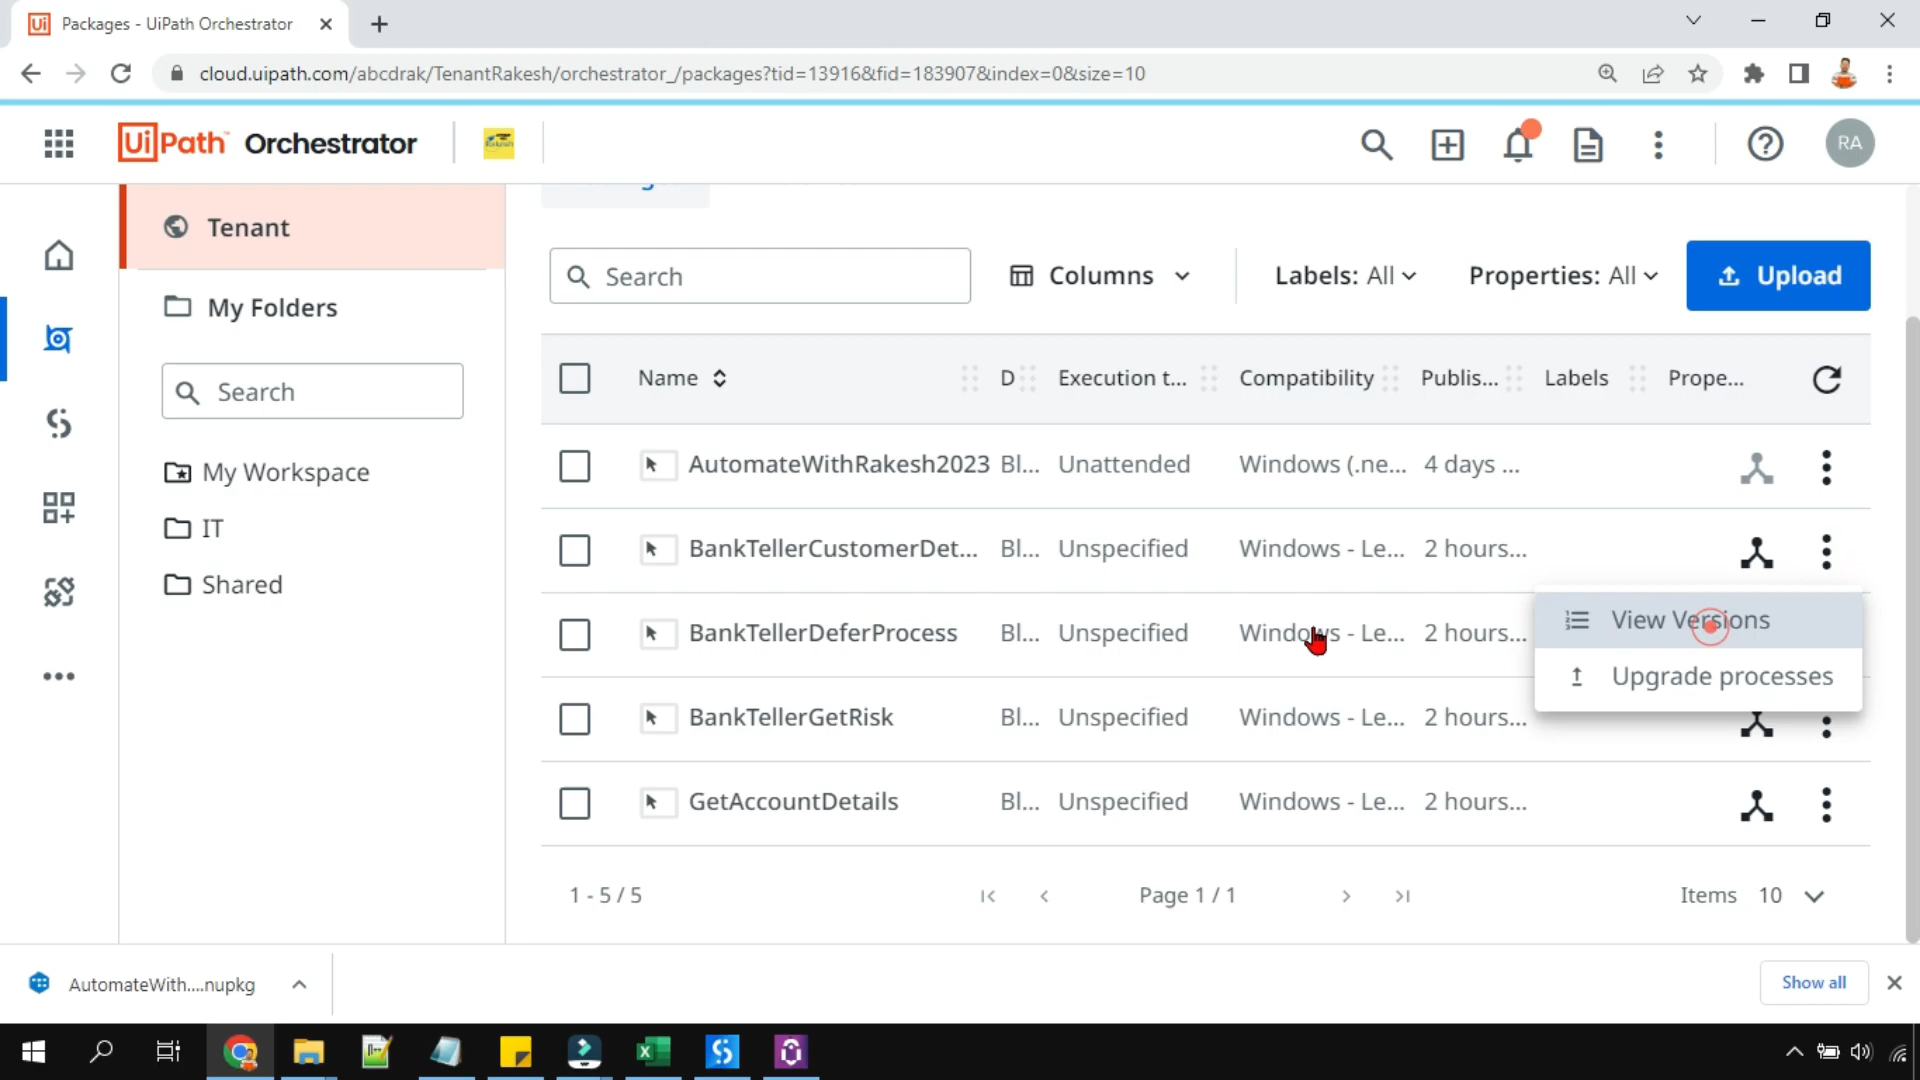 Packages - UiPath Orchestrator
cloud.uipath.com/abcdrak/TenantRakesh/orchestrator_/packages?tid=13916&fid=183907&index=0&size=10
UiPath Orchestrator
RA
Tenant
My Folders
Search
My Workspace
IT
Shared
Search
Columns
Labels: All
Properties: All
Upload
Name D Execution t... Compatibility Publis... Labels Prope...
AutomateWithRakesh2023 Bl... Unattended Windows (.ne... 4 days ...
BankTellerCustomerDet... Bl... Unspecified Windows - Le... 2 hours...
BankTellerDeferProcess Bl... Unspecified Windows - Le... 2 hours...
View Versions
Upgrade processes
BankTellerGetRisk Bl... Unspecified Windows - Le... 2 hours...
GetAccountDetails Bl... Unspecified Windows - Le... 2 hours...
1 - 5 / 5
Page 1 / 1
Items 10
AutomateWith....nupkg
Show all